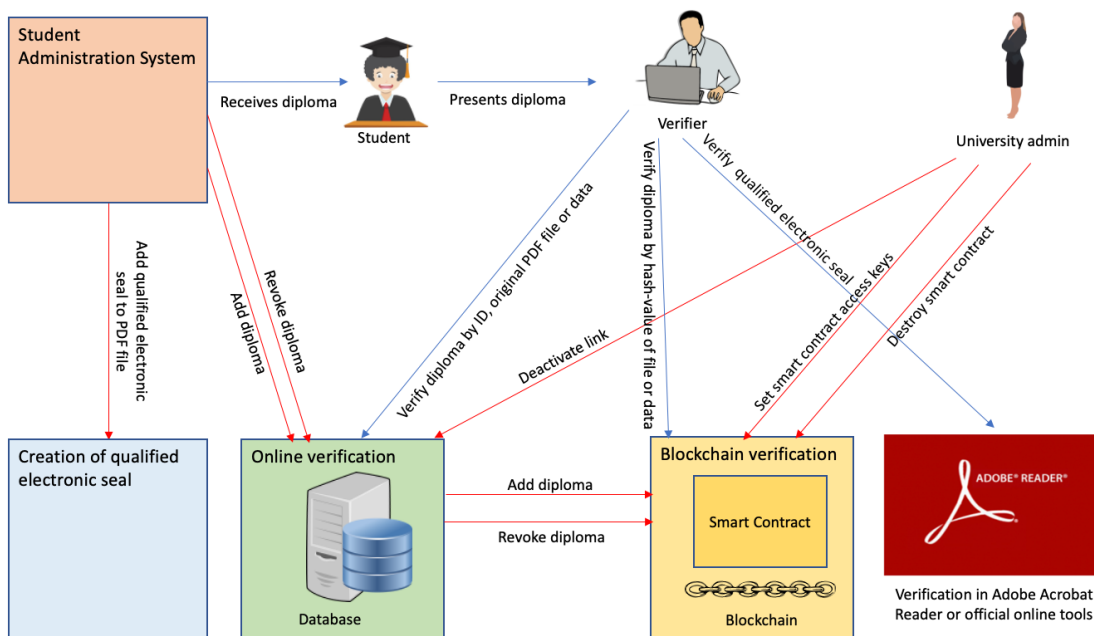 Student
Administration System
Receives diploma
Student
Presents diploma
Verifier
University admin
Add qualified electronic
seal to PDF file
Revoke diploma
Add diploma
Verify diploma by ID, original PDF file or data
Verify diploma by hash-value of file or data
Verify qualified electronic seal
Deactivate link
Set smart contract access keys
Destroy smart contract
Creation of qualified
electronic seal
Online verification
Database
Add diploma
Revoke diploma
Blockchain verification
Smart Contract
Blockchain
ADOBE® READER®
Verification in Adobe Acrobat
Reader or official online tools